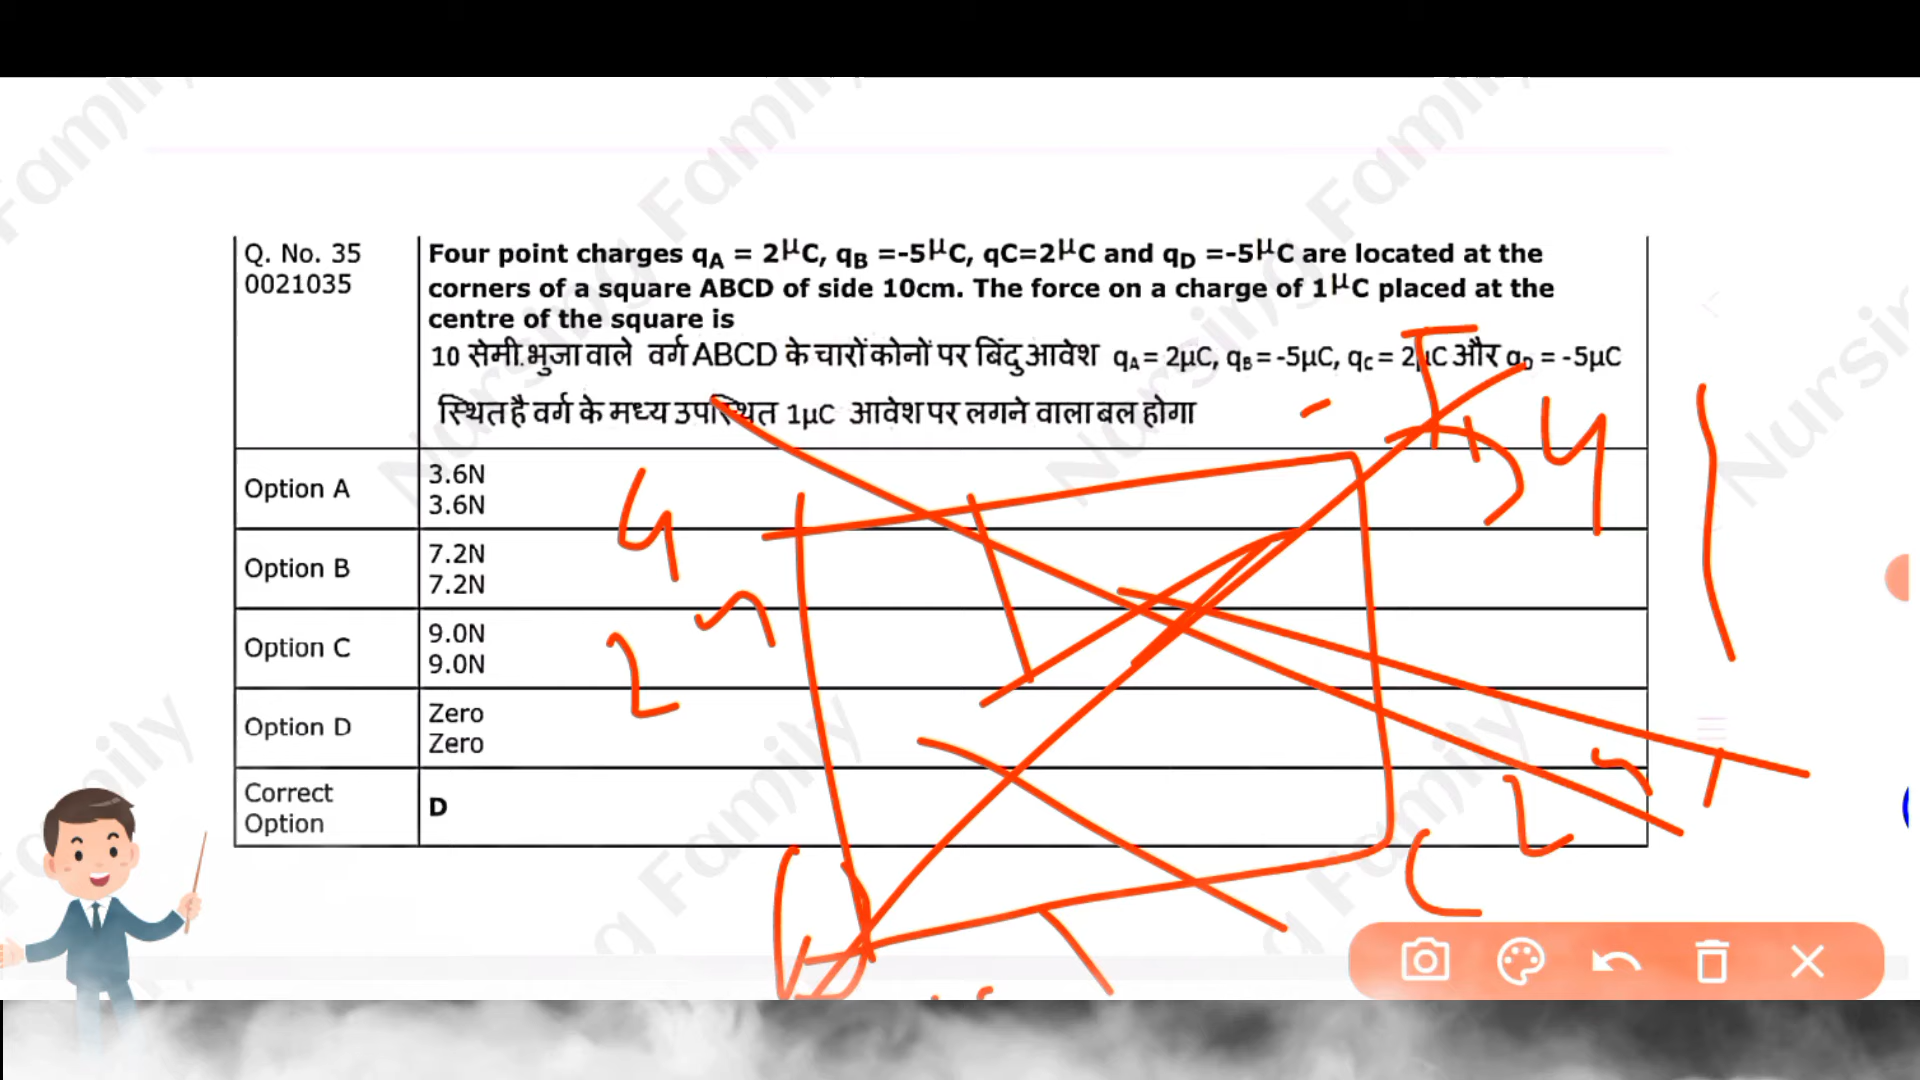 Q. No. 35
0021035
Four point charges qA = 2µC, qB =-5µC, qC=2µC and qD =-5µC are located at the
corners of a square ABCD of side 10cm. The force on a charge of 1µC placed at the
centre of the square is
10 सेमी.भुजा वाले वर्ग ABCD के चारों कोनों पर बिंदु आवेश qA = 2µC, qB = -5µC, qC = 2µC और qD = -5µC
स्थित है वर्ग के मध्य उपस्थित 1µC आवेश पर लगने वाला बल होगा
Option A
3.6N
3.6N
Option B
7.2N
7.2N
Option C
9.0N
9.0N
Option D
Zero
Zero
Correct
Option
D
Nursing Family
Nursing Family